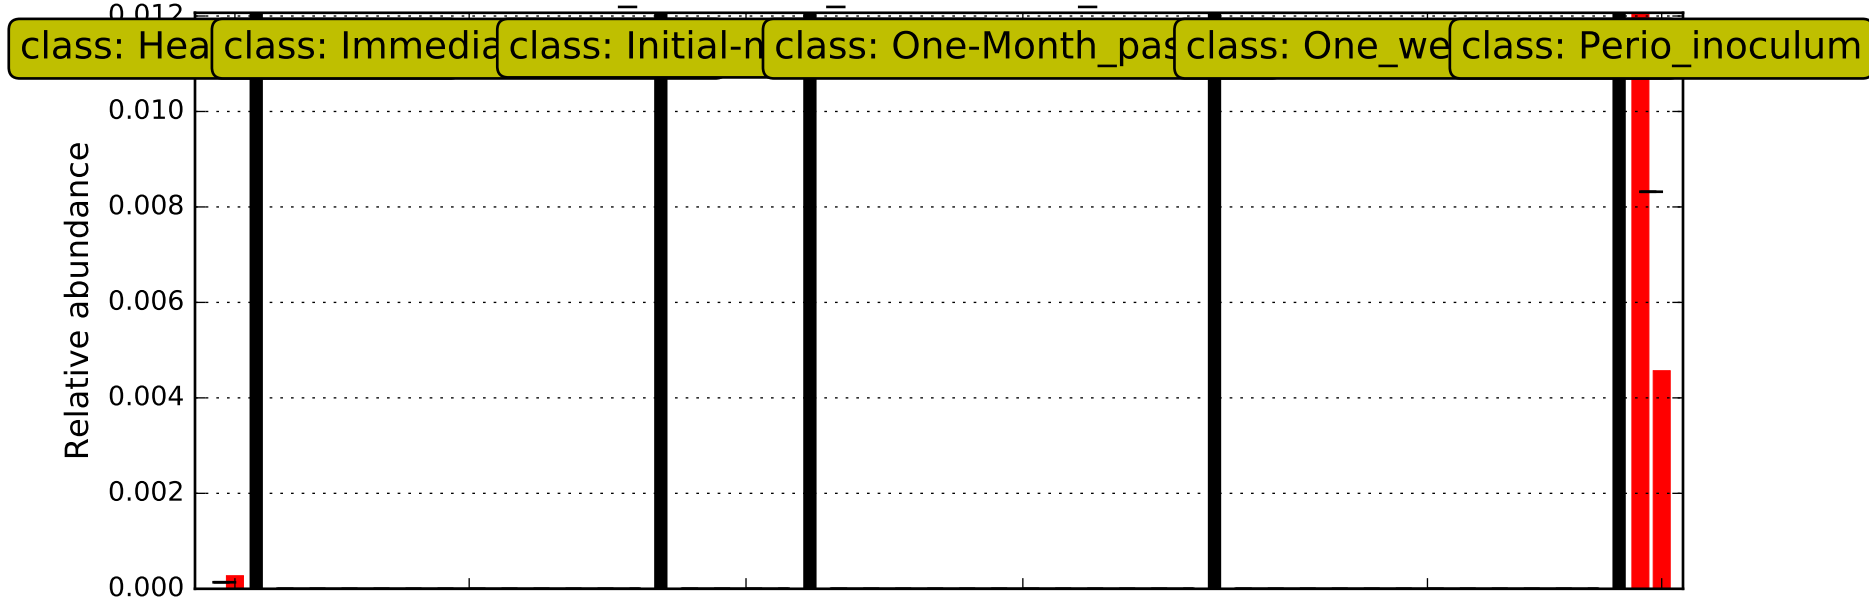 0.012
class: Hea
class: Immedia
class: Initial-m
class: One-Month_pas
class: One_we
class: Perio_inoculum
0.010
0.008
0.006
0.004
0.002
0.000
Relative abundance